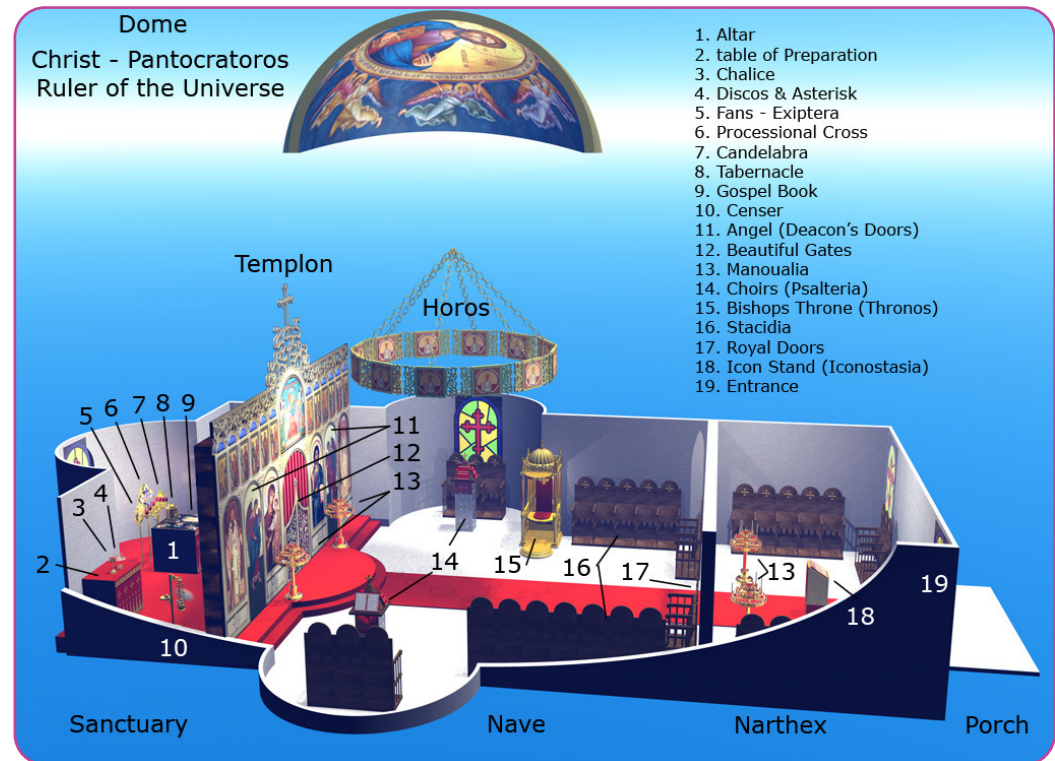 Dome
Christ - Pantocratoros
Ruler of the Universe
1. Altar
2. table of Preparation
3. Chalice
4. Discos & Asterisk
5. Fans - Exiptera
6. Processional Cross
7. Candelabra
8. Tabernacle
9. Gospel Book
10. Censer
11. Angel (Deacon's Doors)
12. Beautiful Gates
13. Manoualia
14. Choirs (Psalteria)
15. Bishops Throne (Thronos)
16. Stacidia
17. Royal Doors
18. Icon Stand (Iconostasia)
19. Entrance
Templon
Horos
5 6 7 8 9
11
12
13
4
3
2
1
14
15
16
17
13
18
19
10
Sanctuary
Nave
Narthex
Porch